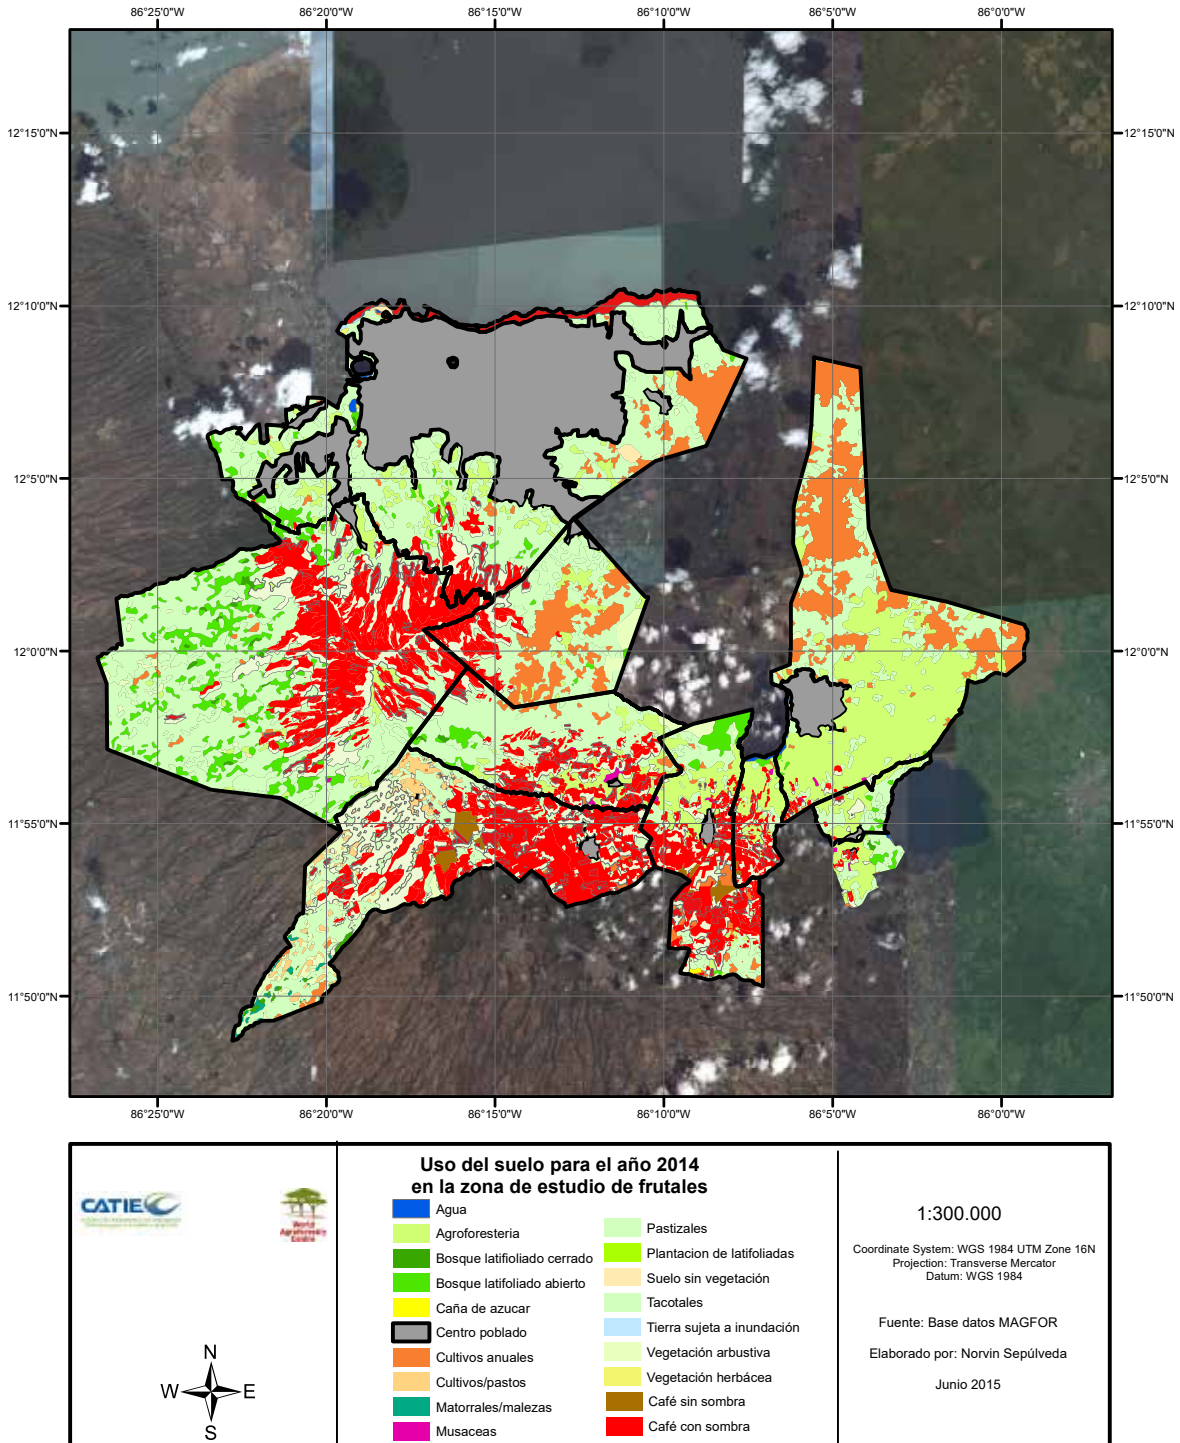 86°25'0"W 86°20'0"W 86°15'0"W 86°10'0"W 86°5'0"W 86°0'0"W
12°15'0"N 12°15'0"N
12°10'0"N 12°10'0"N
12°5'0"N 12°5'0"N
12°0'0"N 12°0'0"N
11°55'0"N 11°55'0"N
11°50'0"N 11°50'0"N
86°25'0"W 86°20'0"W 86°15'0"W 86°10'0"W 86°5'0"W 86°0'0"W
CATIE
World
Agroforestry
Centre
N
W E
S
Uso del suelo para el año 2014
en la zona de estudio de frutales
Agua
Agroforesteria
Bosque latifioliado cerrado
Bosque latifoliado abierto
Caña de azucar
Centro poblado
Cultivos anuales
Cultivos/pastos
Matorrales/malezas
Musaceas
Pastizales
Plantacion de latifoliadas
Suelo sin vegetación
Tacotales
Tierra sujeta a inundación
Vegetación arbustiva
Vegetación herbácea
Café sin sombra
Café con sombra
1:300.000
Coordinate System: WGS 1984 UTM Zone 16N
Projection: Transverse Mercator
Datum: WGS 1984
Fuente: Base datos MAGFOR
Elaborado por: Norvin Sepúlveda
Junio 2015